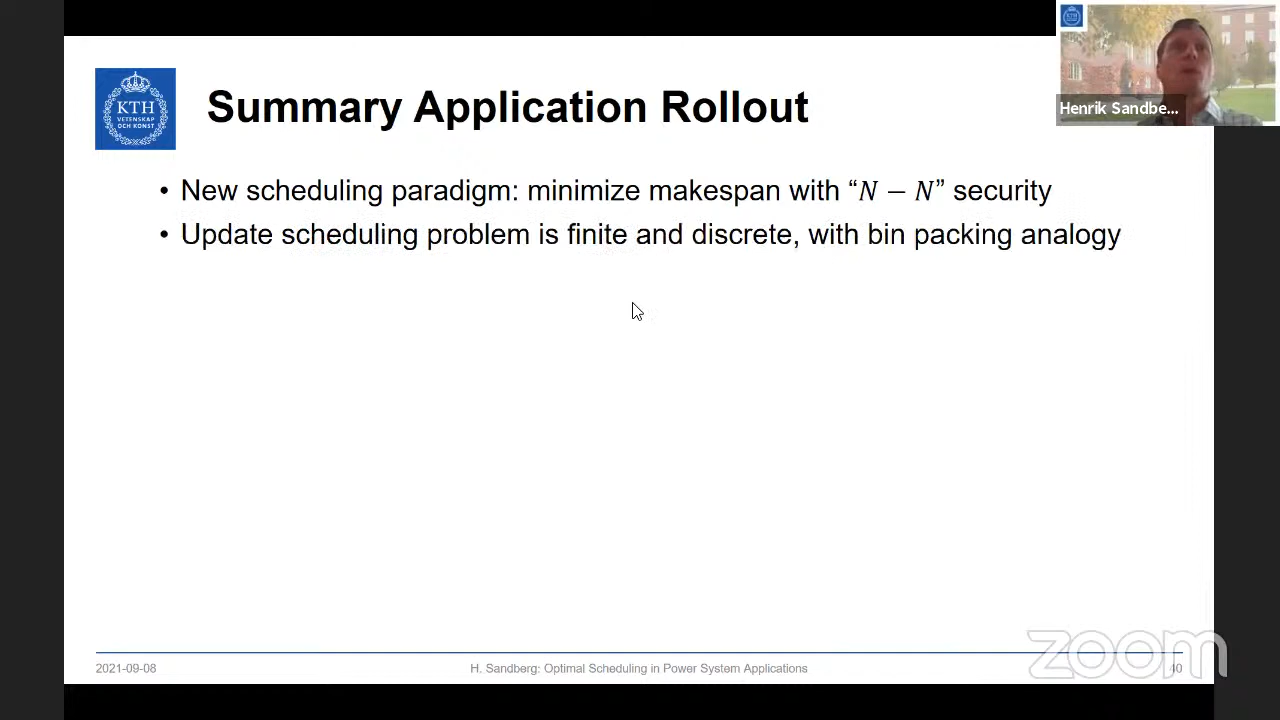 KTH
VETENSKAP
OCH KONST
Summary Application Rollout
Henrik Sandbe...
• New scheduling paradigm: minimize makespan with “N − N” security
• Update scheduling problem is finite and discrete, with bin packing analogy
2021-09-08
H. Sandberg: Optimal Scheduling in Power System Applications
40
zoom
KTH